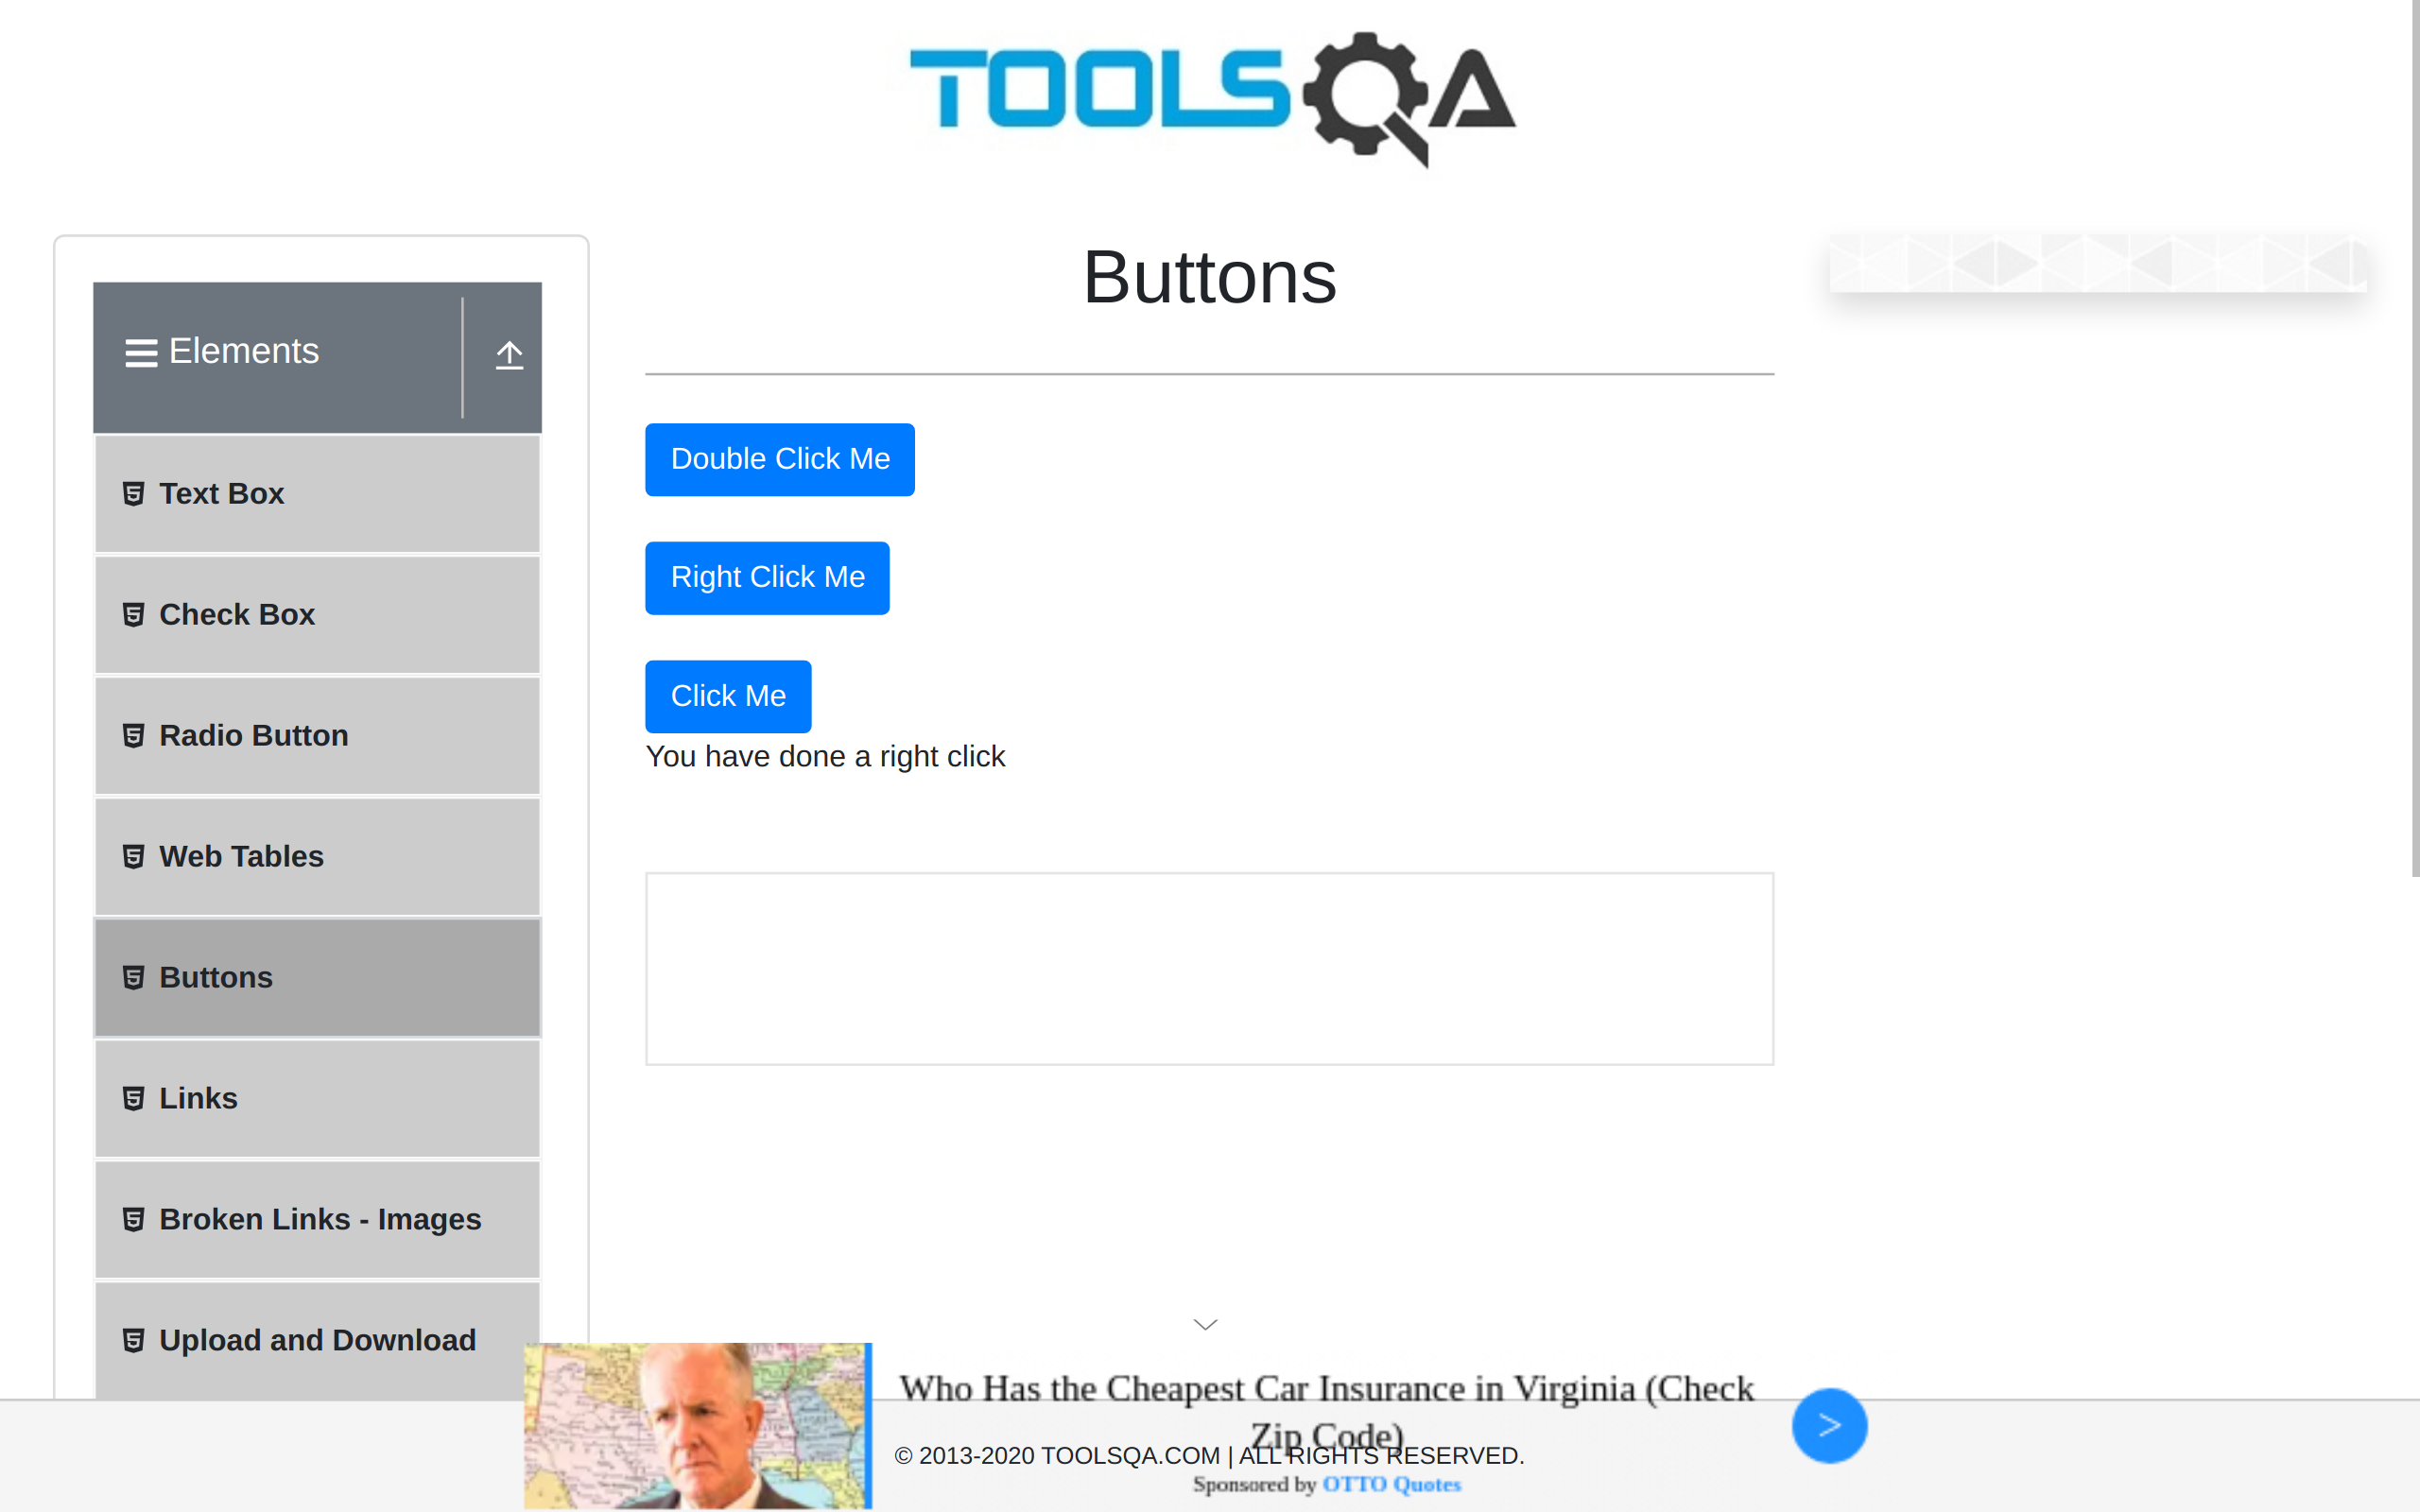 TOOLSQA
Buttons
Elements
Text Box
Check Box
Radio Button
Web Tables
Buttons
Links
Broken Links - Images
Upload and Download
Double Click Me
Right Click Me
Click Me
You have done a right click
Who Has the Cheapest Car Insurance in Virginia (Check
Zip Code)
© 2013-2020 TOOLSQA.COM | ALL RIGHTS RESERVED.
Sponsored by OTTO Quotes
>